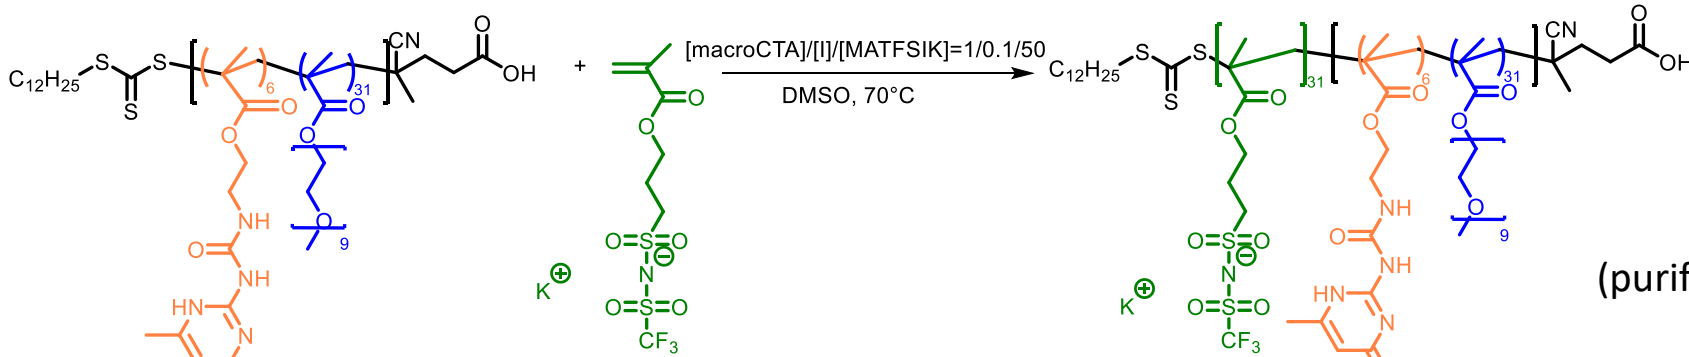 [macroCTA]/[I]/[MATFSIK]=1/0.1/50
DMSO, 70°C
+
C12H25
S
S
S
6
31
CN
O
OH
O
O
O
O
O
9
NH
O
NH
HN
N
O
O
O
S
O
N
O
S
O
CF3
K
C12H25
S
S
S
31
6
31
CN
O
OH
O
O
O
O
O
O
O
9
O
S
O
N
O
S
O
CF3
K
NH
O
NH
HN
N
(purif